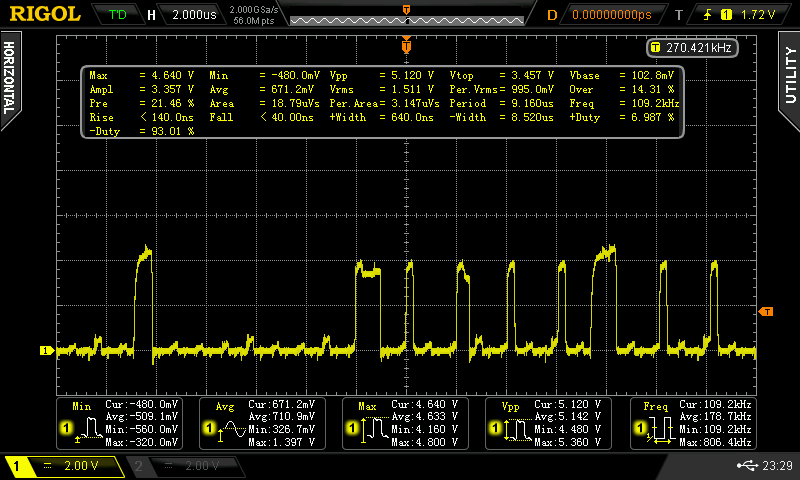 RIGOL T'D H 2.000us 2.000GSa/s 56.0M pts D 0.00000000ps T 1 1.72 V
HORIZONTAL
UTILITY
T 270.421kHz
Max = 4.640 V Min = -480.0mV Vpp = 5.120 V Vtop = 3.457 V Vbase = 102.8mV
Ampl = 3.357 V Avg = 671.2mV Vrms = 1.511 V Per.Vrms= 995.0mV Over = 14.31 %
Pre = 21.46 % Area = 18.79uVs Per.Area= 3.147uVs Period = 9.160us Freq = 109.2kHz
Rise < 140.0ns Fall < 40.00ns +Width = 640.0ns -Width = 8.520us +Duty = 6.987 %
-Duty = 93.01 %
T
T
1
Min Cur:-480.0mV Avg:-509.1mV Min:-560.0mV Max:-320.0mV
1
Avg Cur:671.2mV Avg:710.9mV Min:326.7mV Max:1.397 V
1
Max Cur:4.640 V Avg:4.633 V Min:4.160 V Max:4.800 V
1
Vpp Cur:5.120 V Avg:5.142 V Min:4.480 V Max:5.360 V
1
Freq Cur:109.2kHz Avg:178.7kHz Min:109.2kHz Max:806.4kHz
1
1 = 2.00 V 2 = 2.00 V 23:29